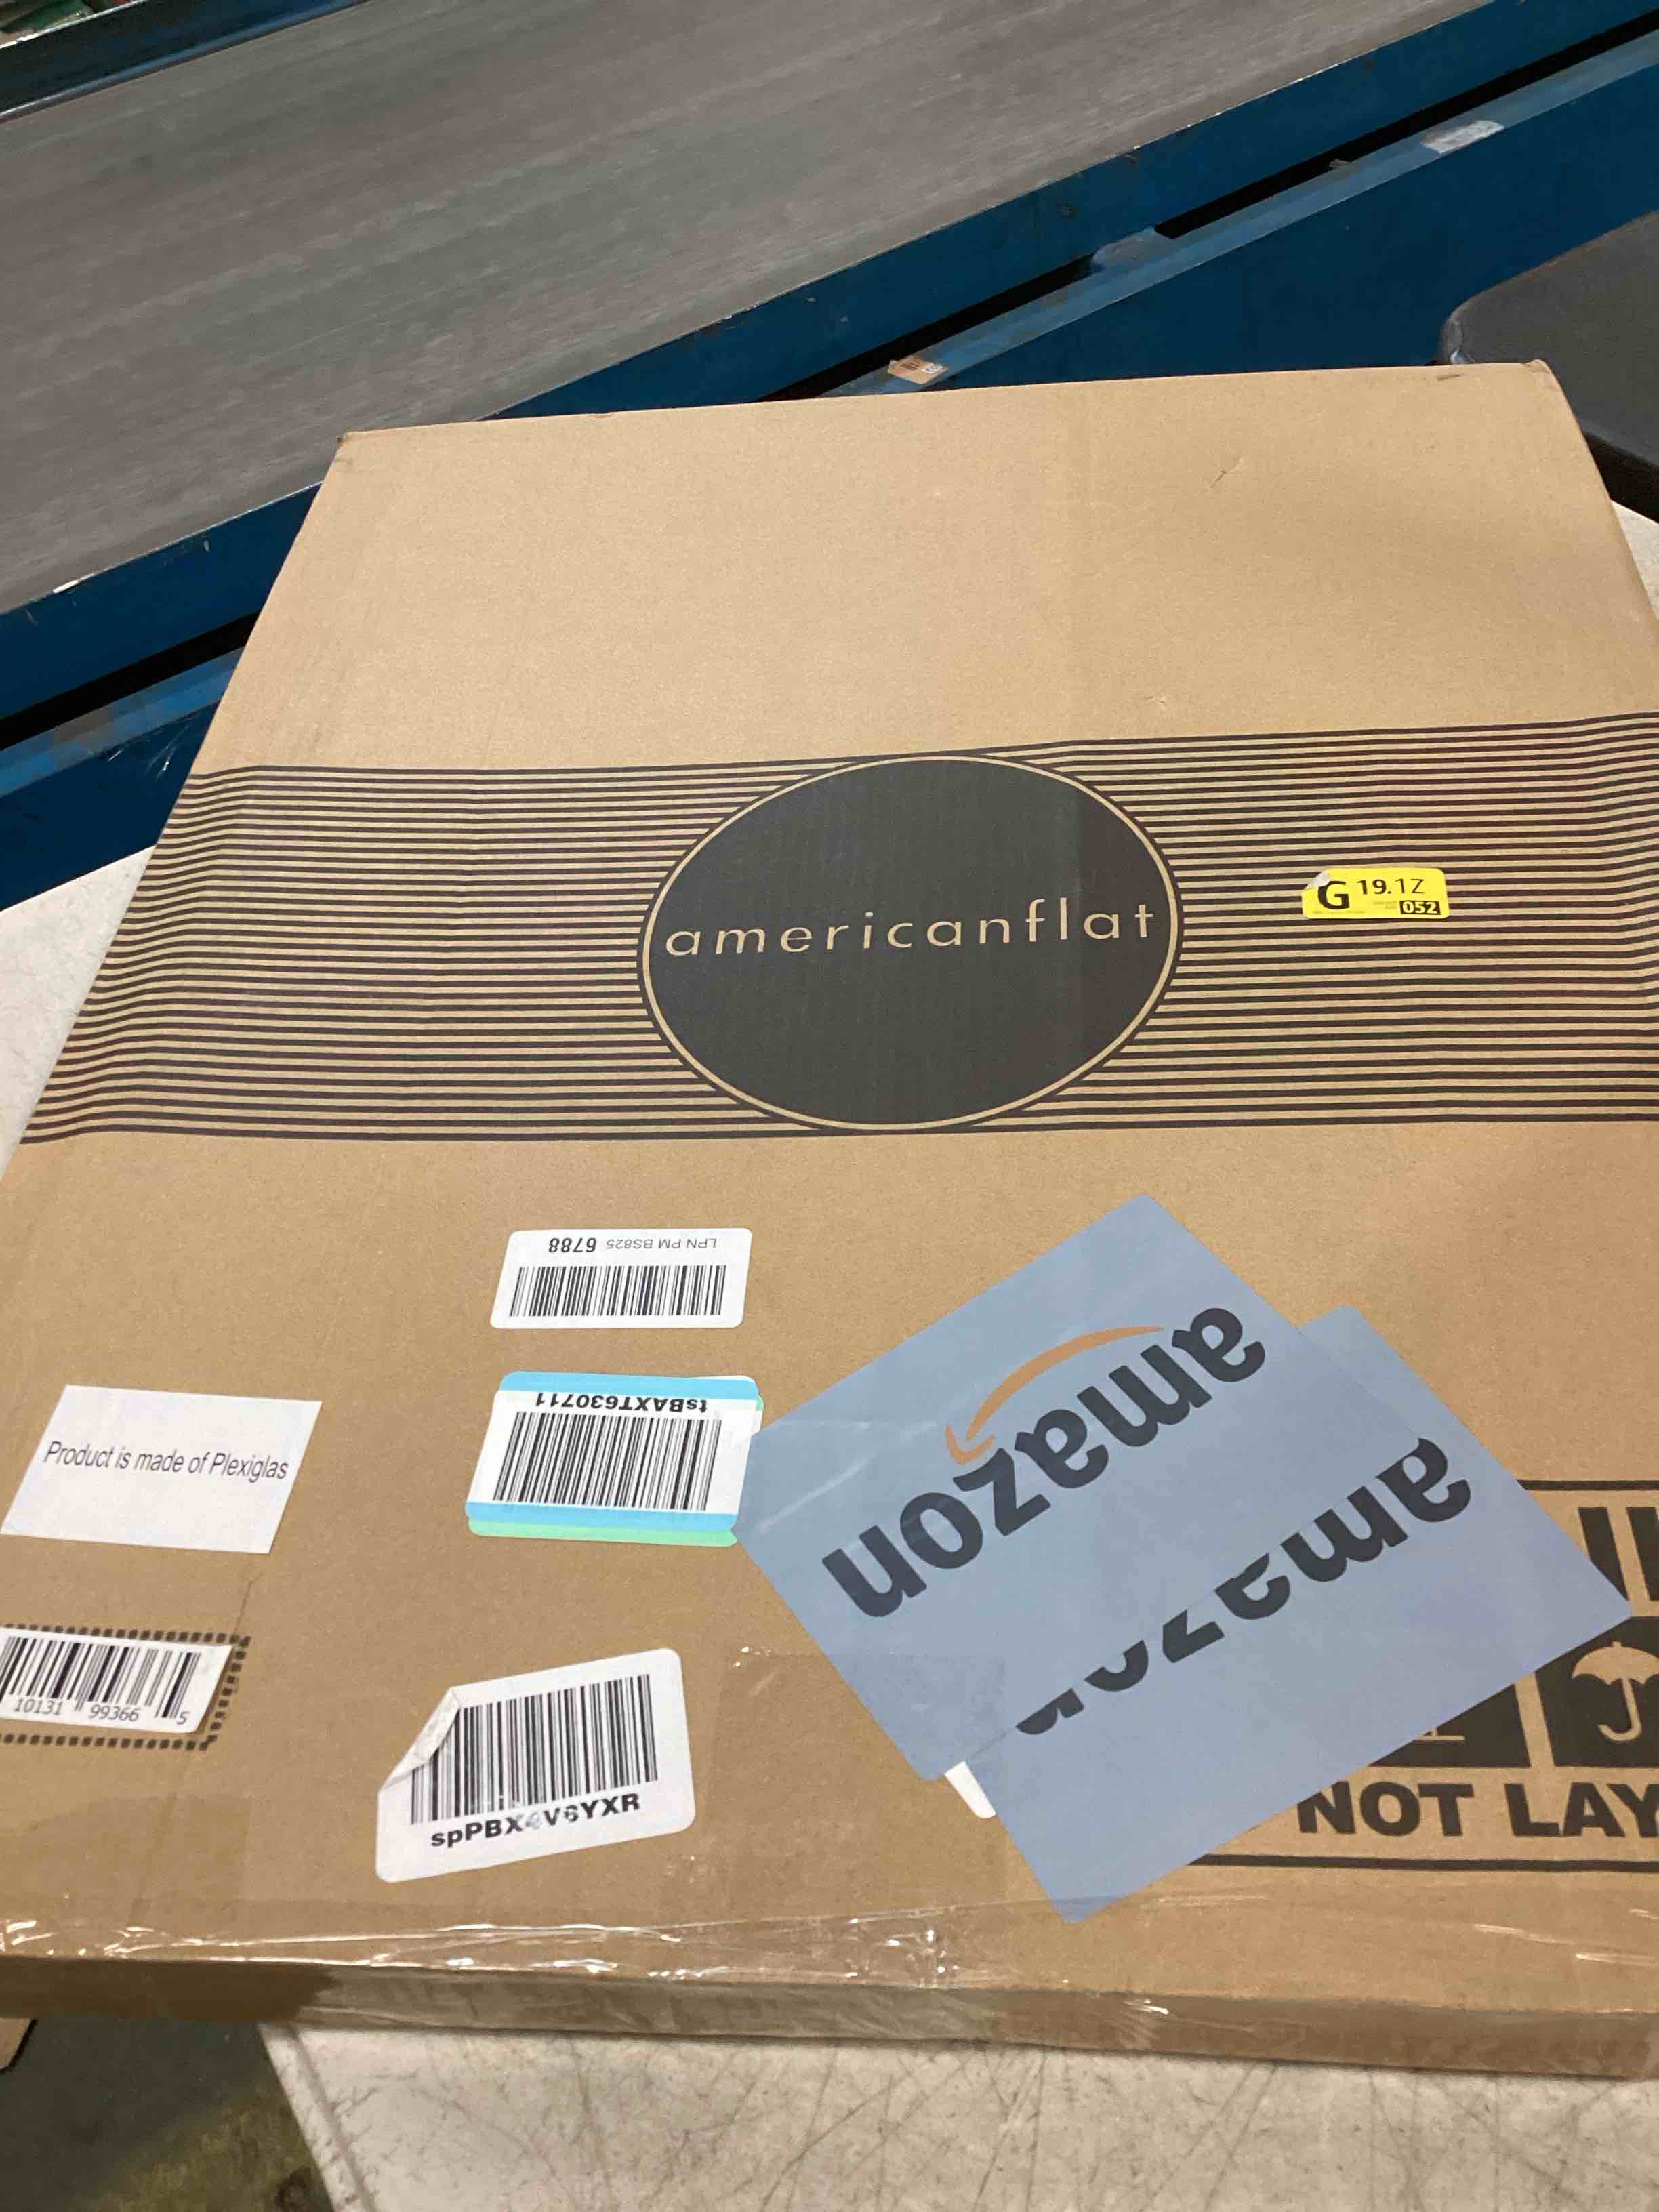 americanflat
G 19.1Z
052
LPN PM BS825 6788
tsBAXT630711
Product is made of Plexiglas
amazon
amazon
10131 99366 5
spPBX4V6YXR
NOT LAY